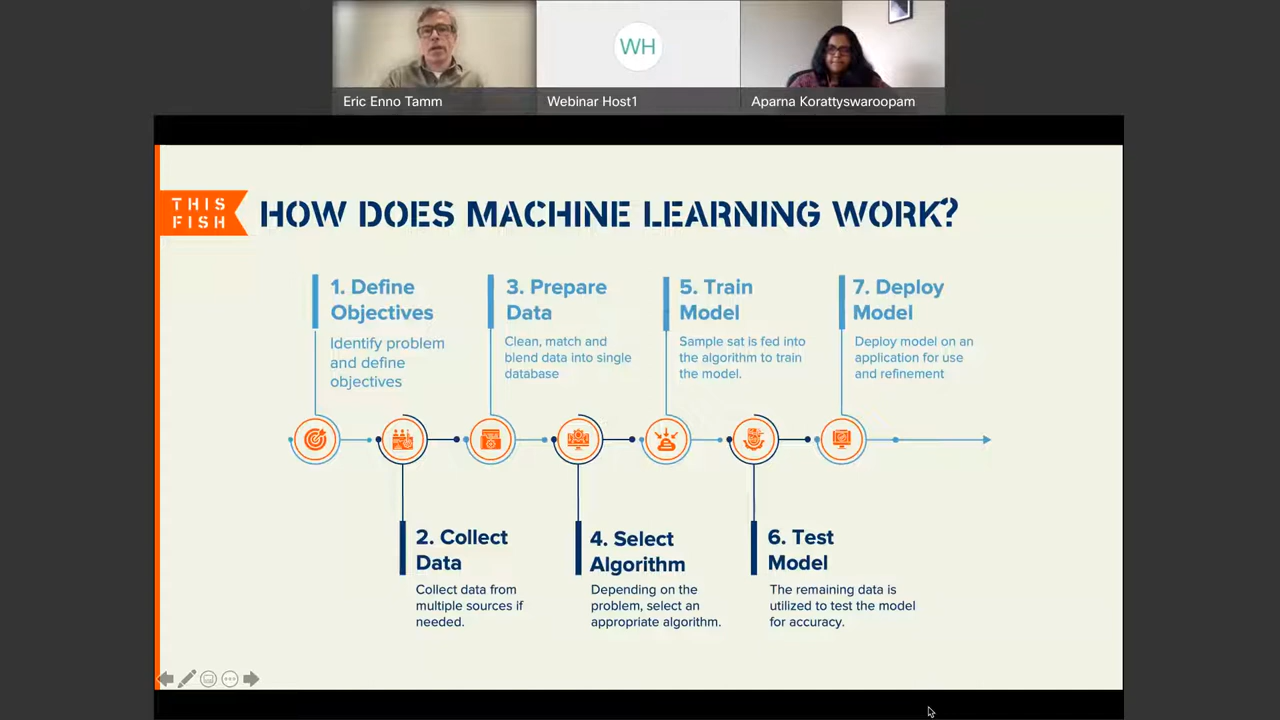 WH
Eric Enno Tamm
Webinar Host1
Aparna Korattyswaroopam
THIS
FISH
HOW DOES MACHINE LEARNING WORK?
1. Define
Objectives
Identify problem
and define
objectives
3. Prepare
Data
Clean, match and
blend data into single
database
5. Train
Model
Sample sat is fed into
the algorithm to train
the model.
7. Deploy
Model
Deploy model on an
application for use
and refinement
2. Collect
Data
Collect data from
multiple sources if
needed.
4. Select
Algorithm
Depending on the
problem, select an
appropriate algorithm.
6. Test
Model
The remaining data is
utilized to test the model
for accuracy.